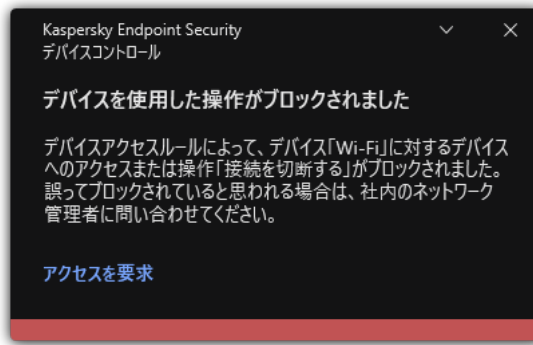 Kaspersky Endpoint Security
デバイスコントロール
デバイスを使用した操作がブロックされました
デバイスアクセスルールによって、デバイス「Wi-Fi」に対するデバイス
へのアクセスまたは操作「接続を切断する」がブロックされました。
誤ってブロックされていると思われる場合は、社内のネットワーク
管理者に問い合わせてください。
アクセスを要求